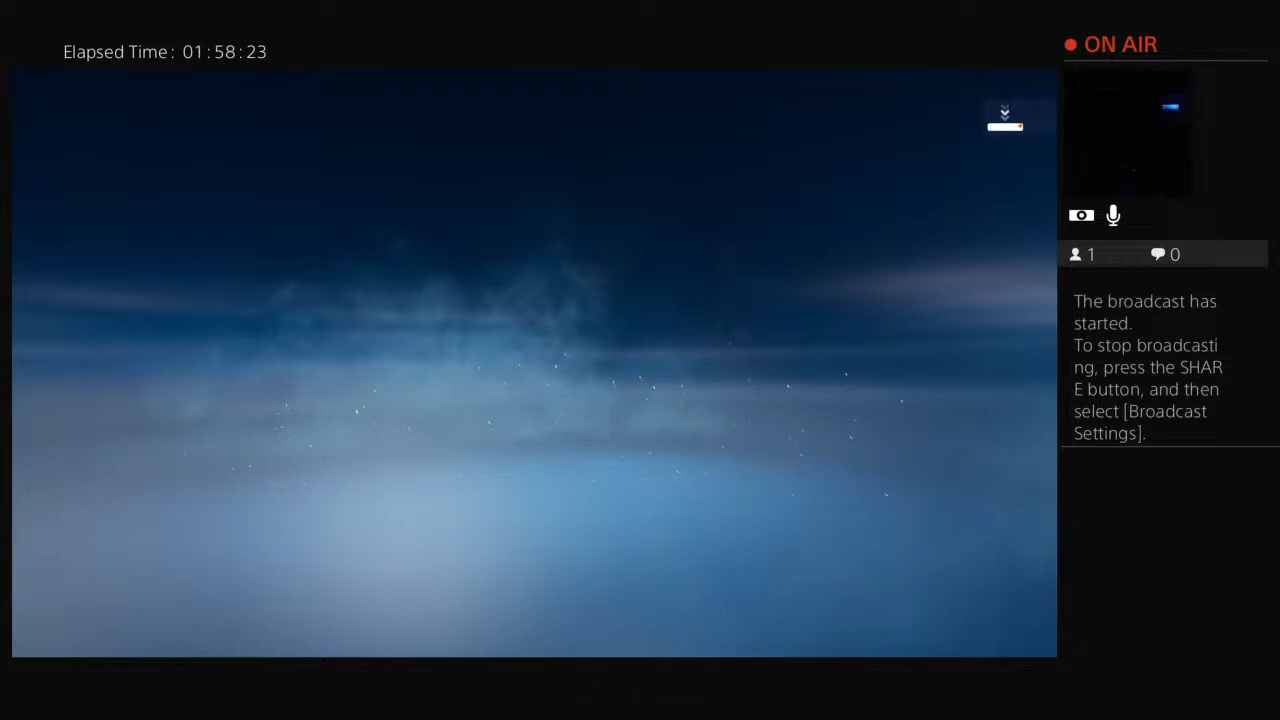 Elapsed Time: 01:58:23
ON AIR
1 0
The broadcast has
started.
To stop broadcasti
ng, press the SHAR
E button, and then
select [Broadcast
Settings].